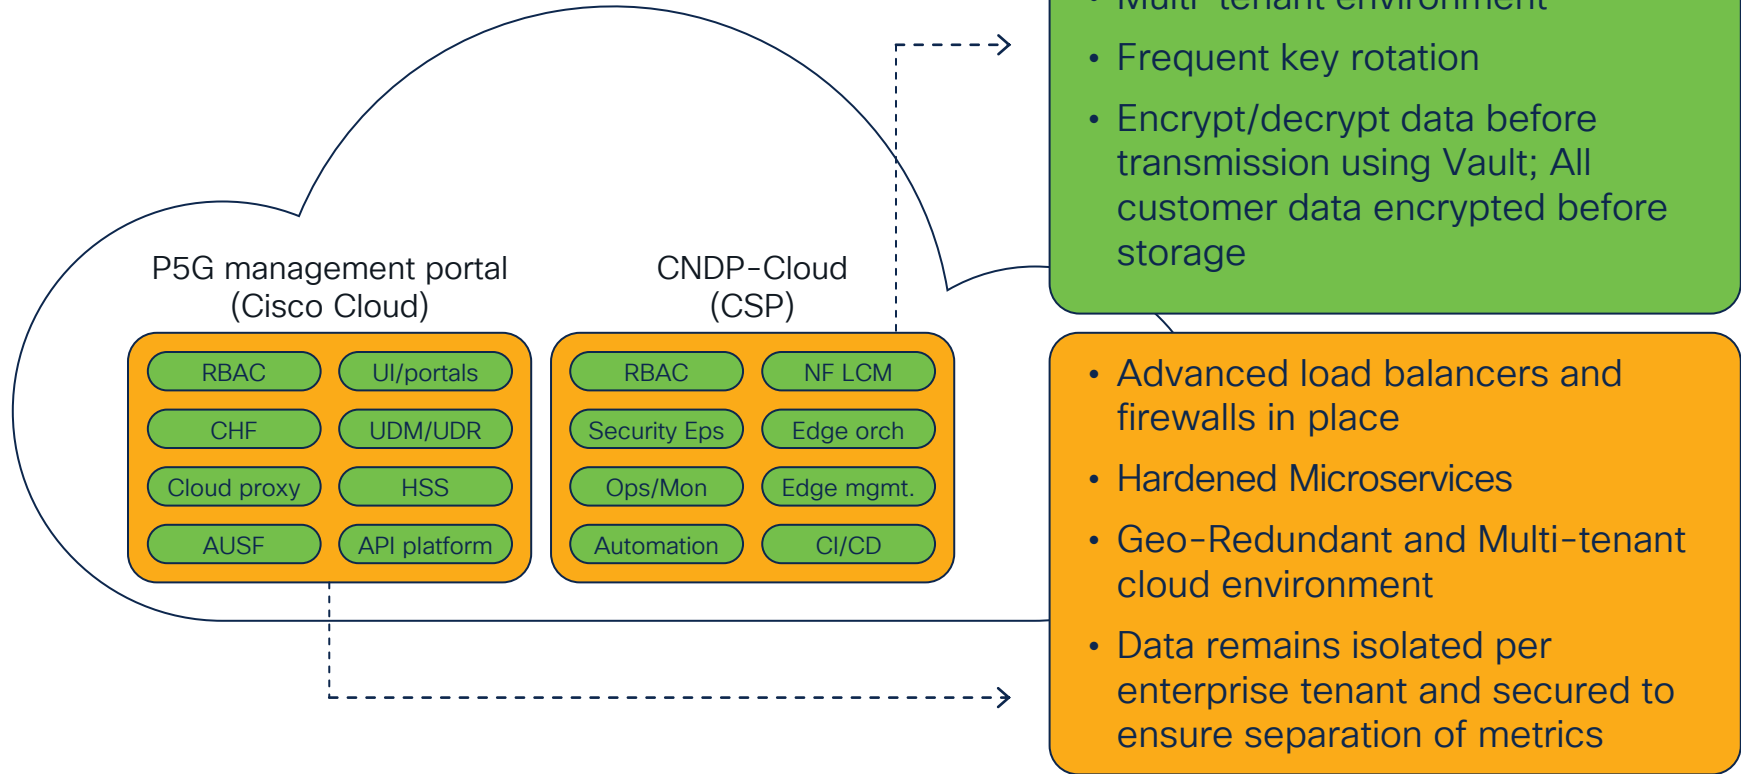 • Multi-tenant environment
• Frequent key rotation
• Encrypt/decrypt data before
transmission using Vault; All
customer data encrypted before
storage
P5G management portal
(Cisco Cloud)
RBAC
UI/portals
CHF
UDM/UDR
Cloud proxy
HSS
AUSF
API platform
CNDP-Cloud
(CSP)
RBAC
NF LCM
Security Eps
Edge orch
Ops/Mon
Edge mgmt.
Automation
CI/CD
• Advanced load balancers and
firewalls in place
• Hardened Microservices
• Geo-Redundant and Multi-tenant
cloud environment
• Data remains isolated per
enterprise tenant and secured to
ensure separation of metrics